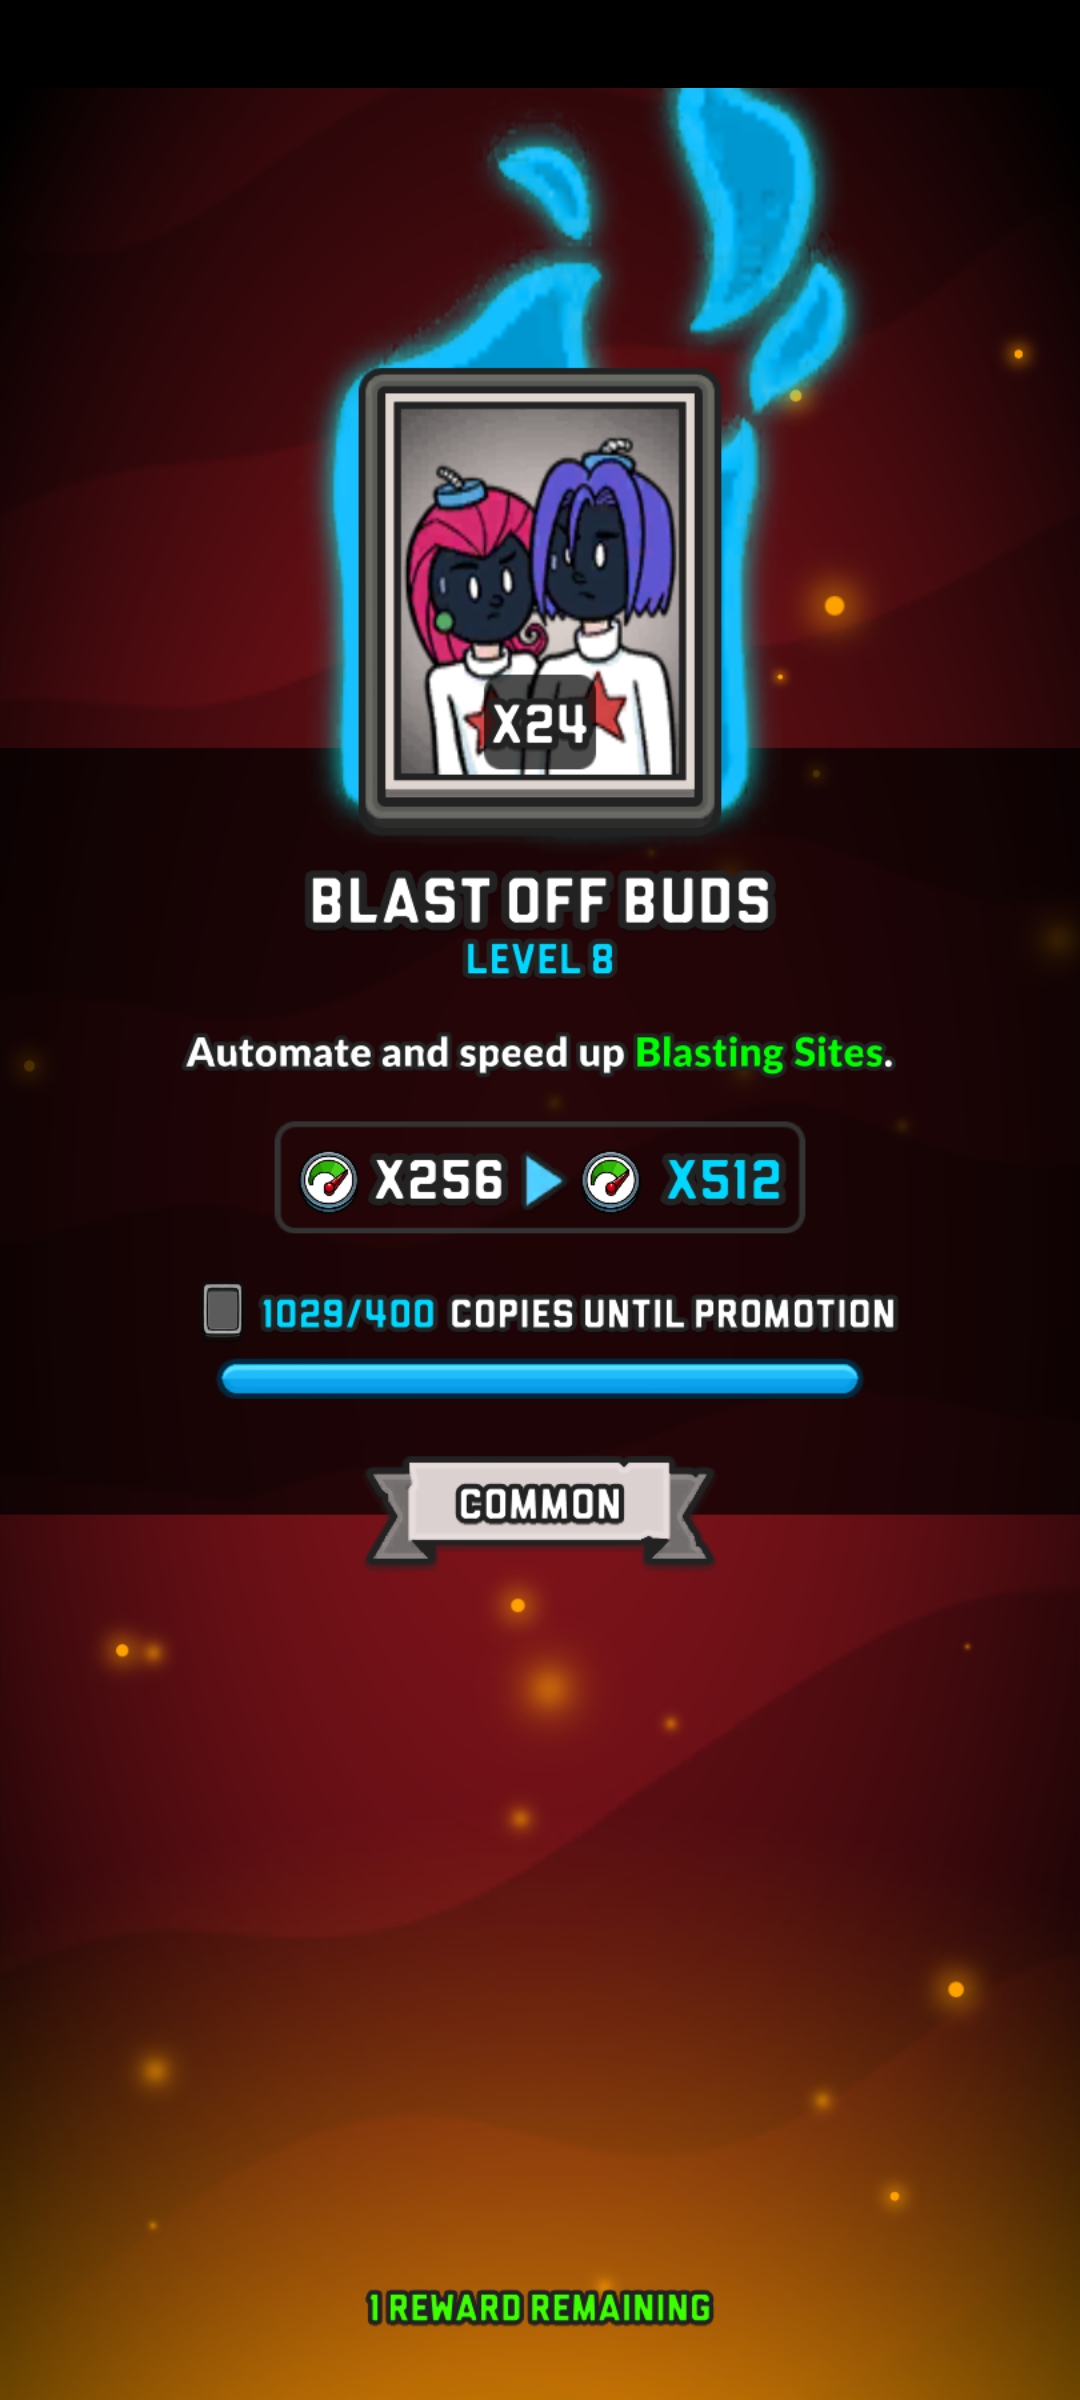 X24
BLAST OFF BUDS
LEVEL 8
Automate and speed up Blasting Sites.
X256 X512
1029/400 COPIES UNTIL PROMOTION
COMMON
1 REWARD REMAINING